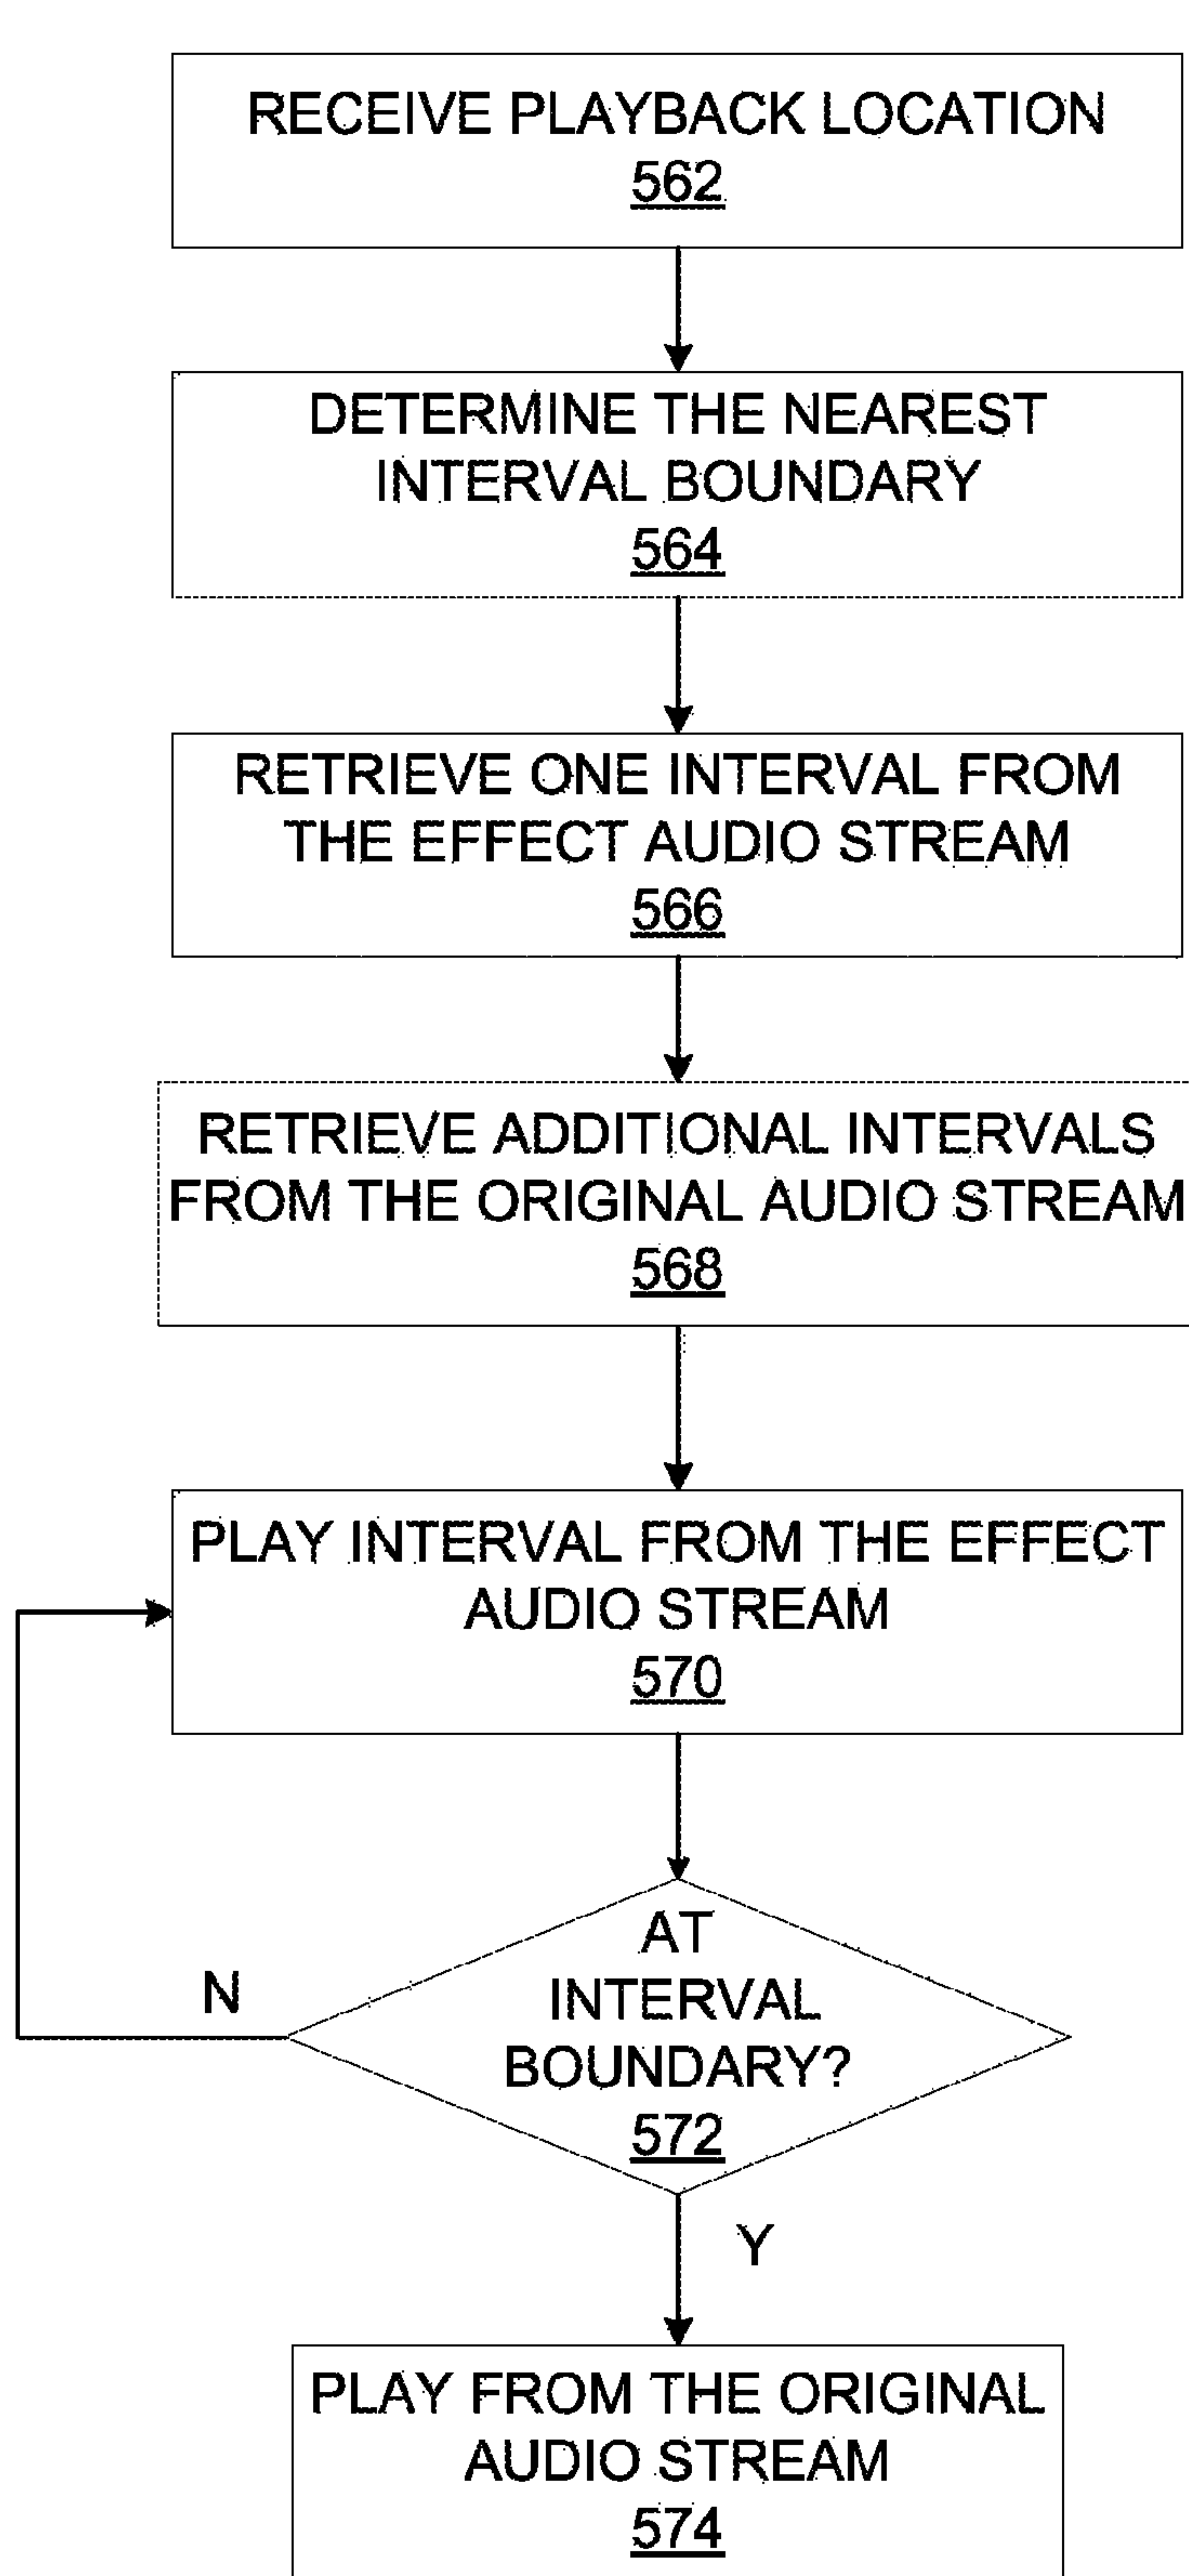 RECEIVE PLAYBACK LOCATION
562
DETERMINE THE NEAREST
INTERVAL BOUNDARY
564
RETRIEVE ONE INTERVAL FROM
THE EFFECT AUDIO STREAM
566
RETRIEVE ADDITIONAL INTERVALS
FROM THE ORIGINAL AUDIO STREAM
568
PLAY INTERVAL FROM THE EFFECT
AUDIO STREAM
570
AT
INTERVAL
BOUNDARY?
572
N
Y
PLAY FROM THE ORIGINAL
AUDIO STREAM
574